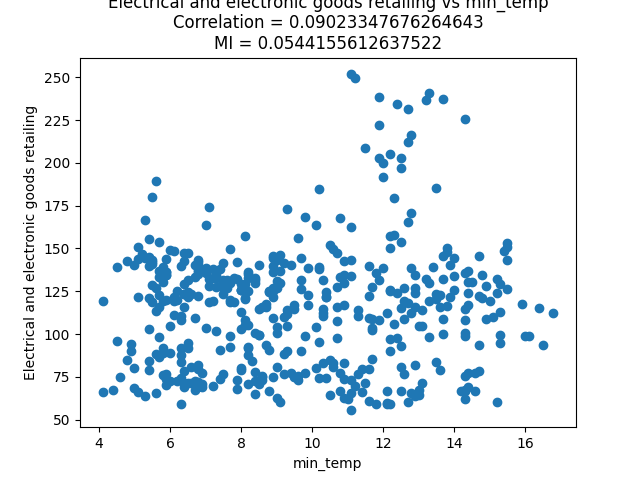 Electrical and electronic goods retailing vs min_temp
Correlation = 0.09023347676264643
MI = 0.0544155612637522
Electrical and electronic goods retailing
250
225
200
175
150
125
100
75
50
4 6 8 10 12 14 16
min_temp